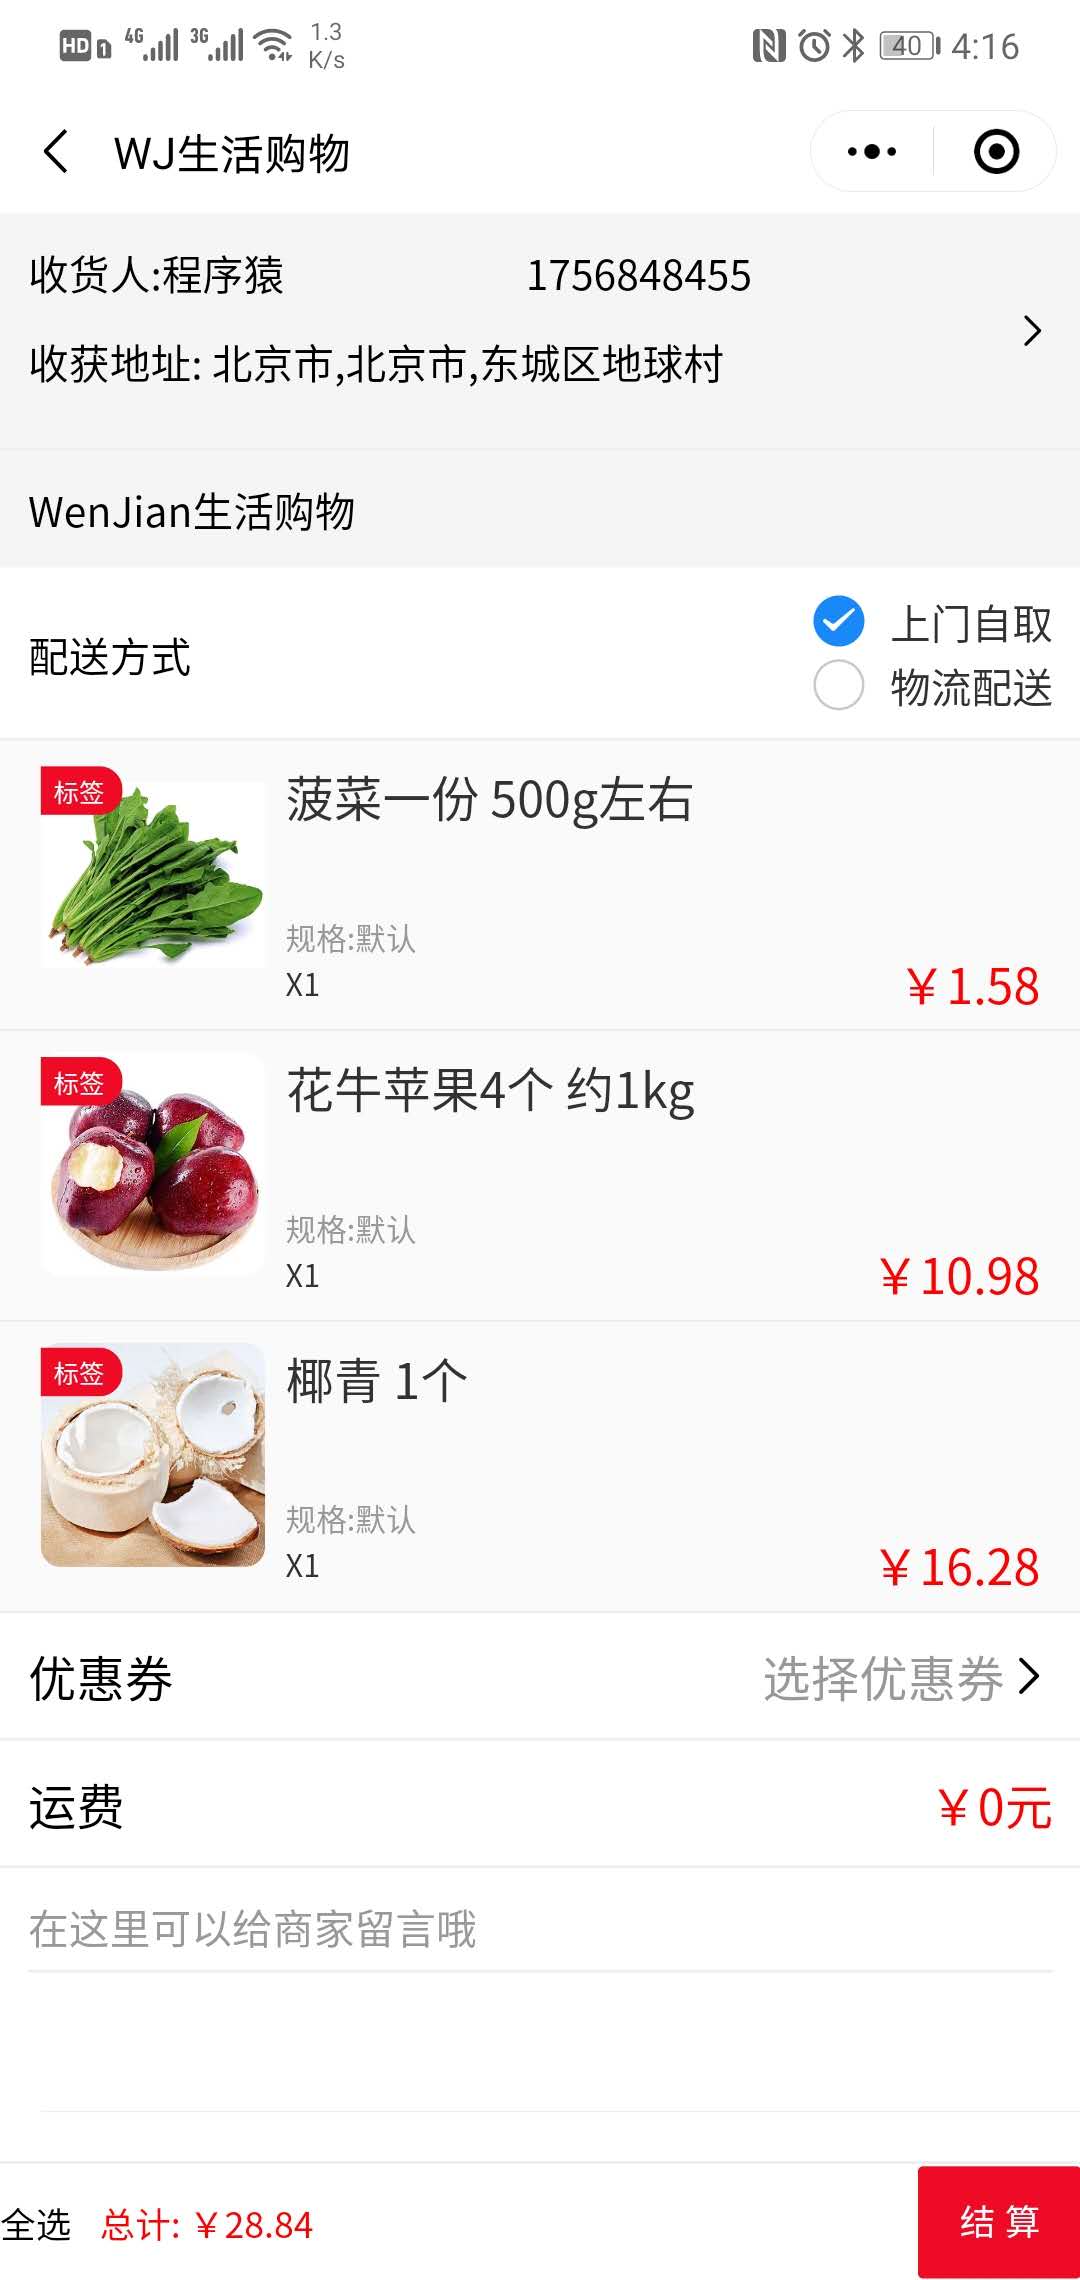 HD 1 4G 3G 1.3 K/s 40 4:16
WJ生活购物
收货人:程序猿 1756848455
收获地址: 北京市,北京市,东城区地球村
WenJian生活购物
配送方式
上门自取
物流配送
标签
菠菜一份 500g左右
规格:默认
X1
￥1.58
标签
花牛苹果4个 约1kg
规格:默认
X1
￥10.98
标签
椰青 1个
规格:默认
X1
￥16.28
优惠券 选择优惠券
运费 ￥0元
在这里可以给商家留言哦
全选 总计: ￥28.84 结 算